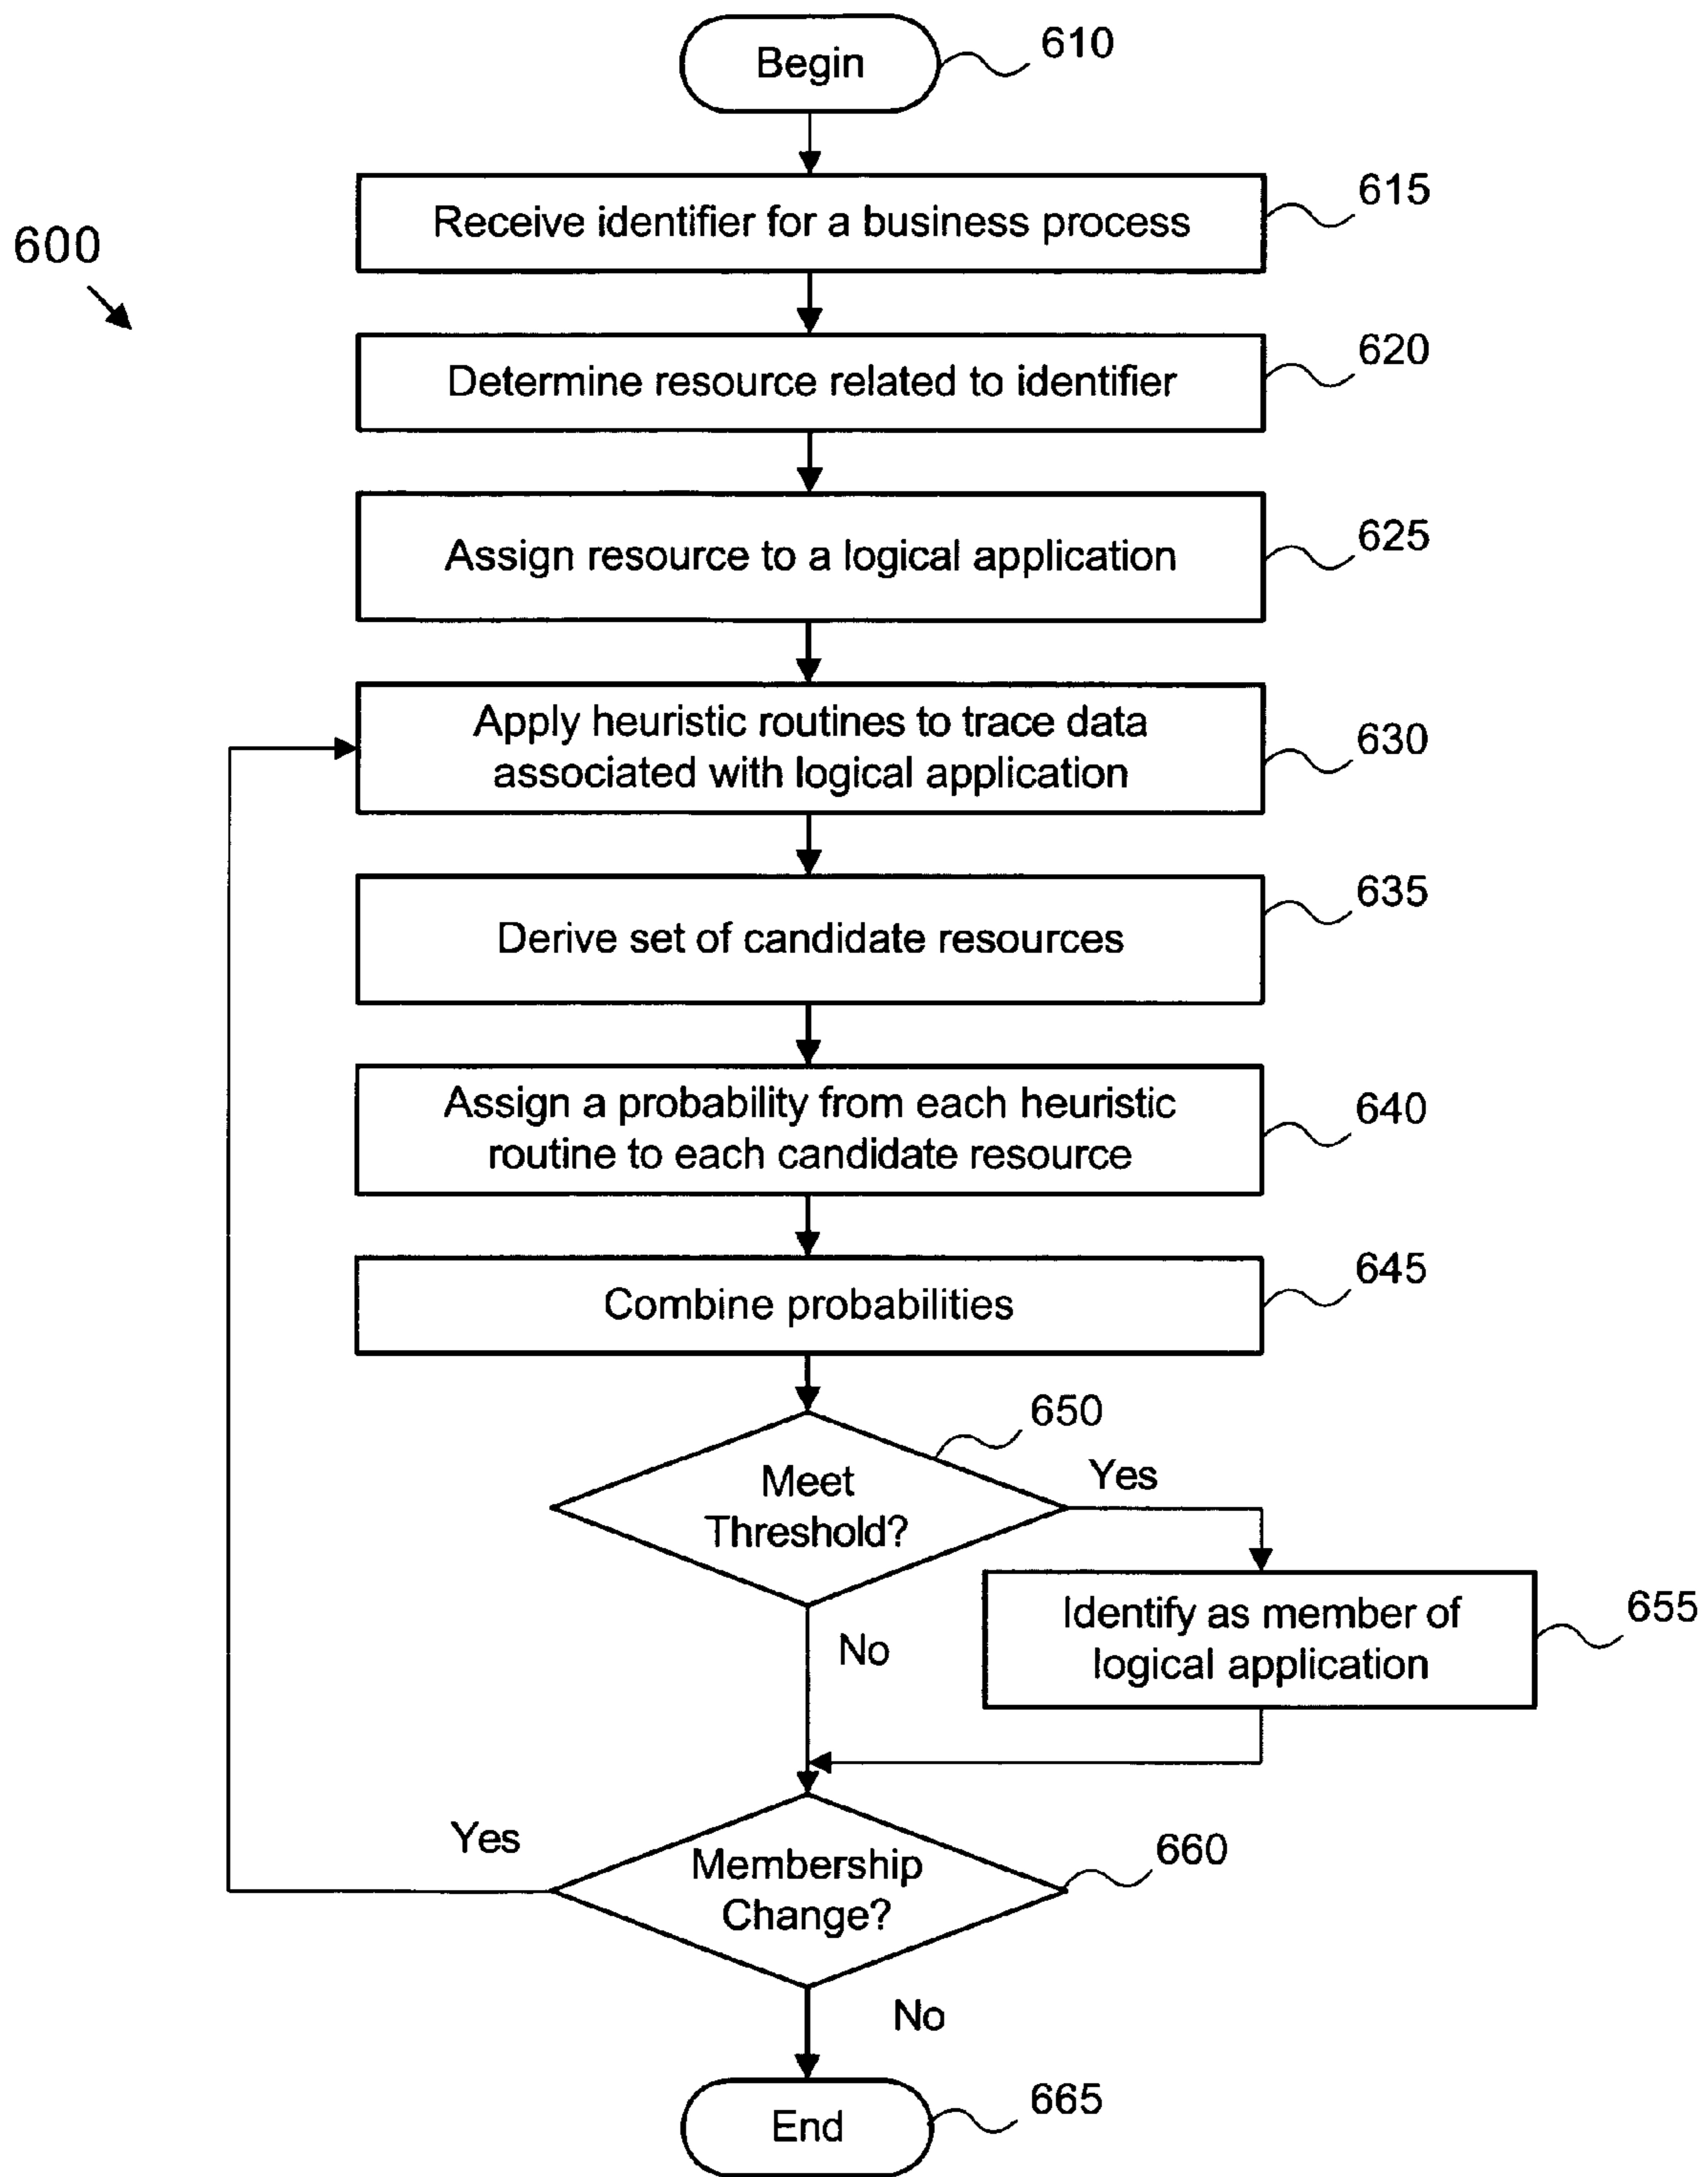 Begin
610
Receive identifier for a business process
615
600
Determine resource related to identifier
620
Assign resource to a logical application
625
Apply heuristic routines to trace data
associated with logical application
630
Derive set of candidate resources
635
Assign a probability from each heuristic
routine to each candidate resource
640
Combine probabilities
645
650
Meet
Threshold?
Yes
No
Identify as member of
logical application
655
Yes
Membership
Change?
660
No
End
665